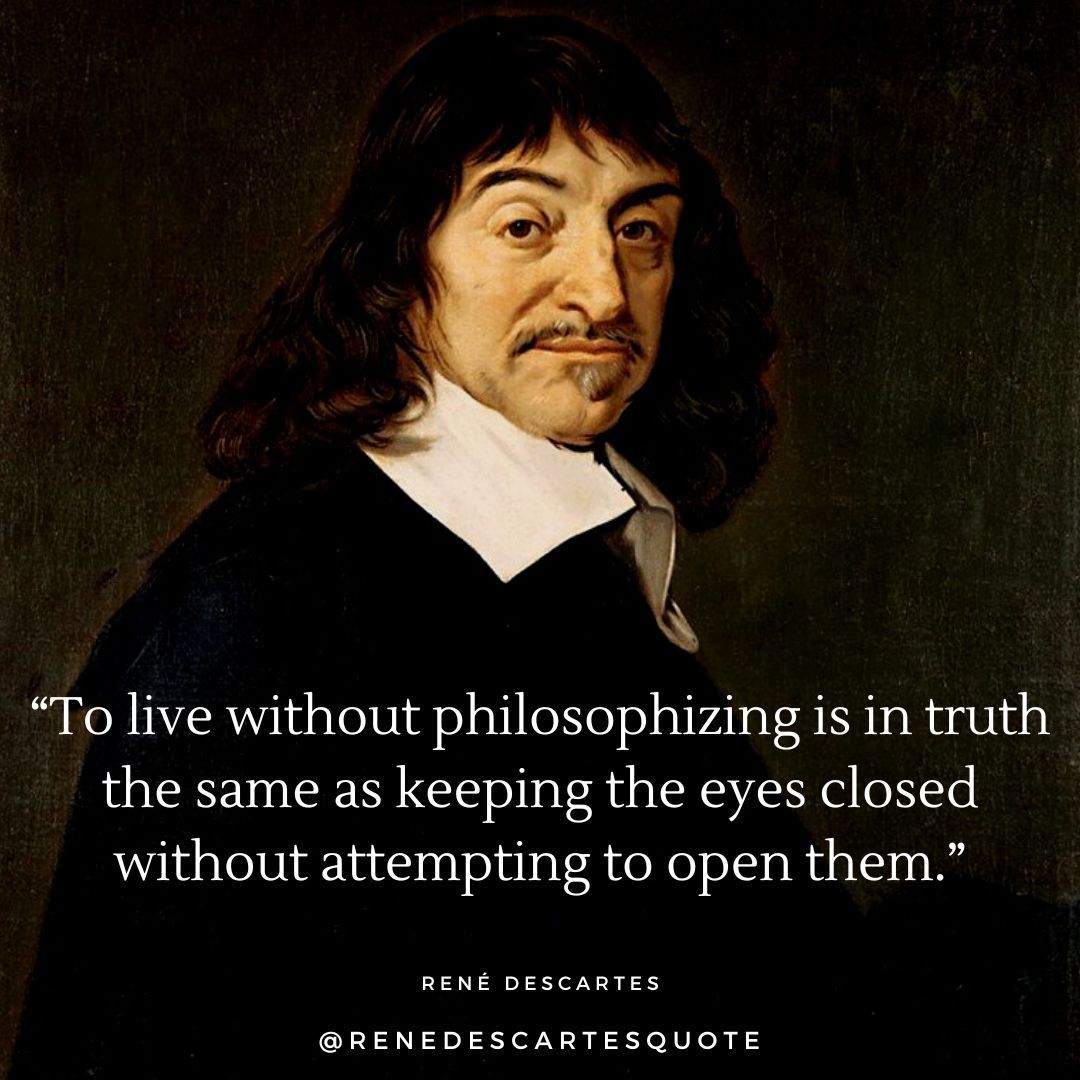 “To live without philosophizing is in truth
the same as keeping the eyes closed
without attempting to open them.”
RENÉ DESCARTES
@RENEDESCARTESQUOTE